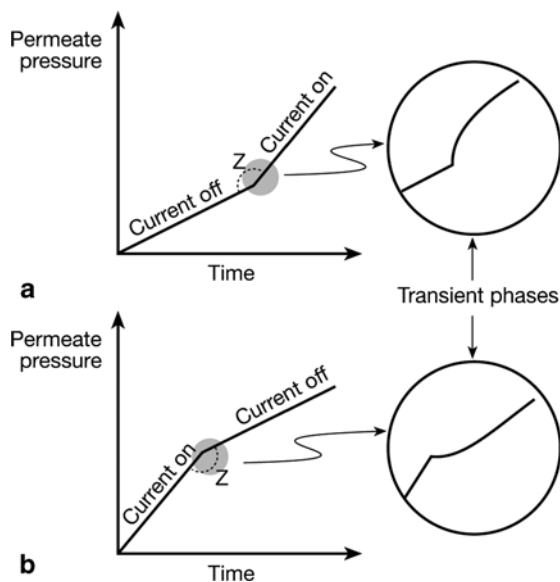 Permeate
pressure
Current on
Z
Current off
Time
a
Transient phases
Permeate
pressure
Current off
Current on
Z
Time
b